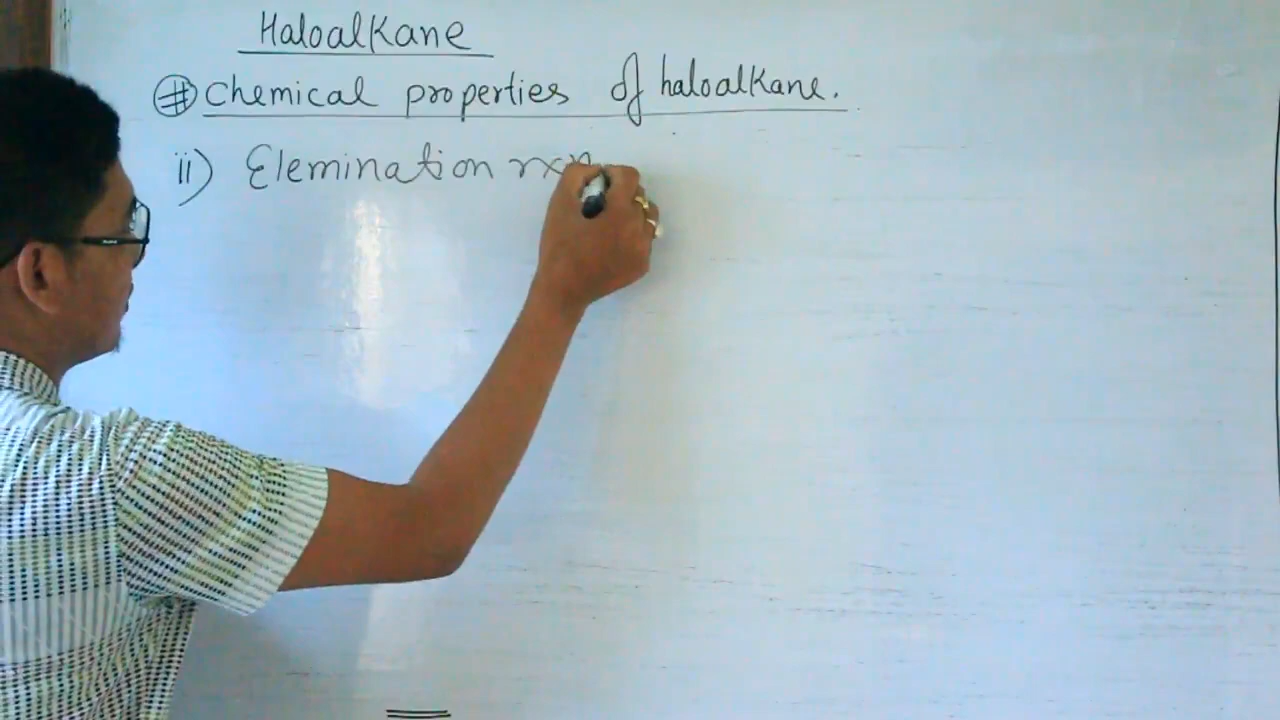 Haloalkane
# Chemical properties of haloalkane.
ii) Elemination rxn